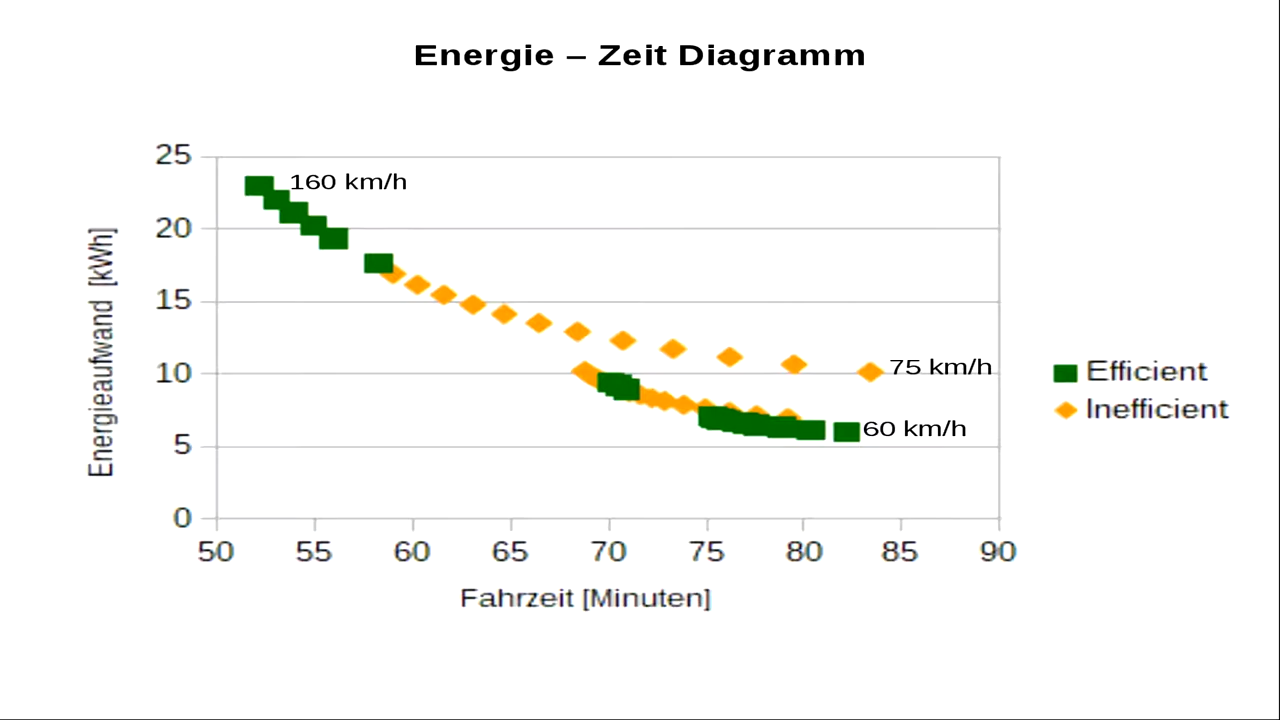 Energie – Zeit Diagramm
25
20
15
10
5
0
Energieaufwand [kWh]
160 km/h
75 km/h
60 km/h
Efficient
Inefficient
50 55 60 65 70 75 80 85 90
Fahrzeit [Minuten]